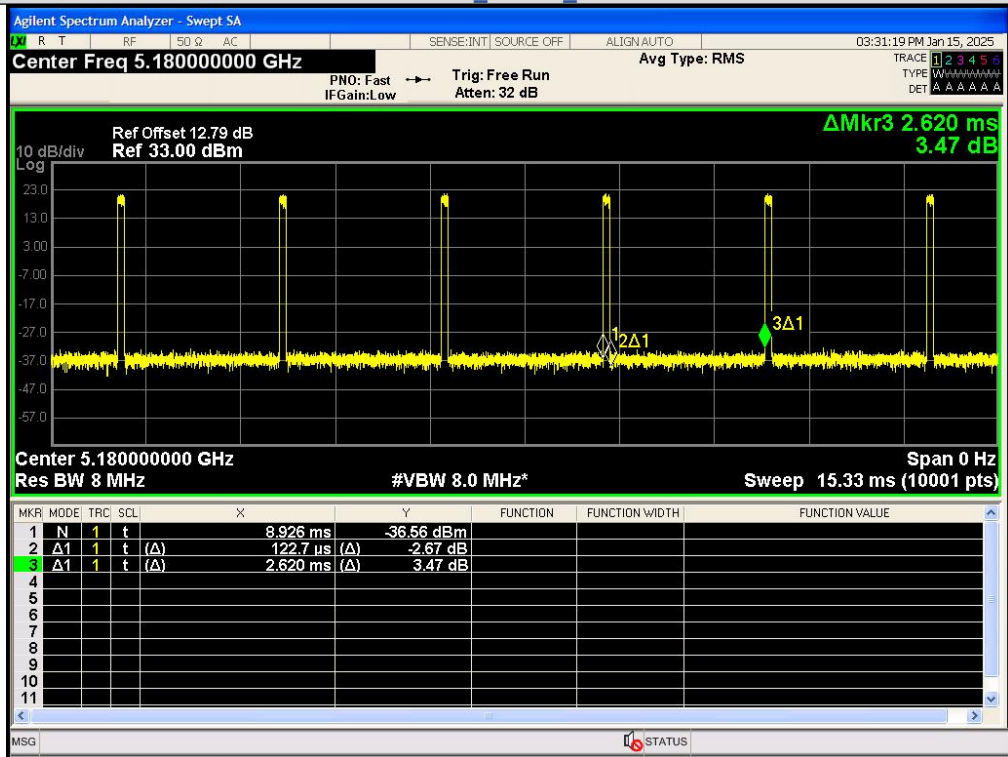 Agilent Spectrum Analyzer - Swept SA
LXI R T RF 50 Ω AC SENSE:INT SOURCE OFF ALIGN AUTO 03:31:19 PM Jan 15, 2025
Center Freq 5.180000000 GHz Avg Type: RMS TRACE 1 2 3 4 5 6
PNO: Fast Trig: Free Run TYPE W
IFGain:Low Atten: 32 dB DET A A A A A A
ΔMkr3 2.620 ms
Ref Offset 12.79 dB
10 dB/div Ref 33.00 dBm 3.47 dB
Log
23.0
13.0
3.00
-7.00
-17.0
3Δ1
-27.0
1 2Δ1
-37.0
-47.0
-57.0
Center 5.180000000 GHz Span 0 Hz
Res BW 8 MHz #VBW 8.0 MHz* Sweep 15.33 ms (10001 pts)
MKR MODE TRC SCL X Y FUNCTION FUNCTION WIDTH FUNCTION VALUE
1 N 1 t 8.926 ms -36.56 dBm
2 Δ1 1 t (Δ) 122.7 µs (Δ) -2.67 dB
3 Δ1 1 t (Δ) 2.620 ms (Δ) 3.47 dB
4
5
6
7
8
9
10
11
MSG STATUS